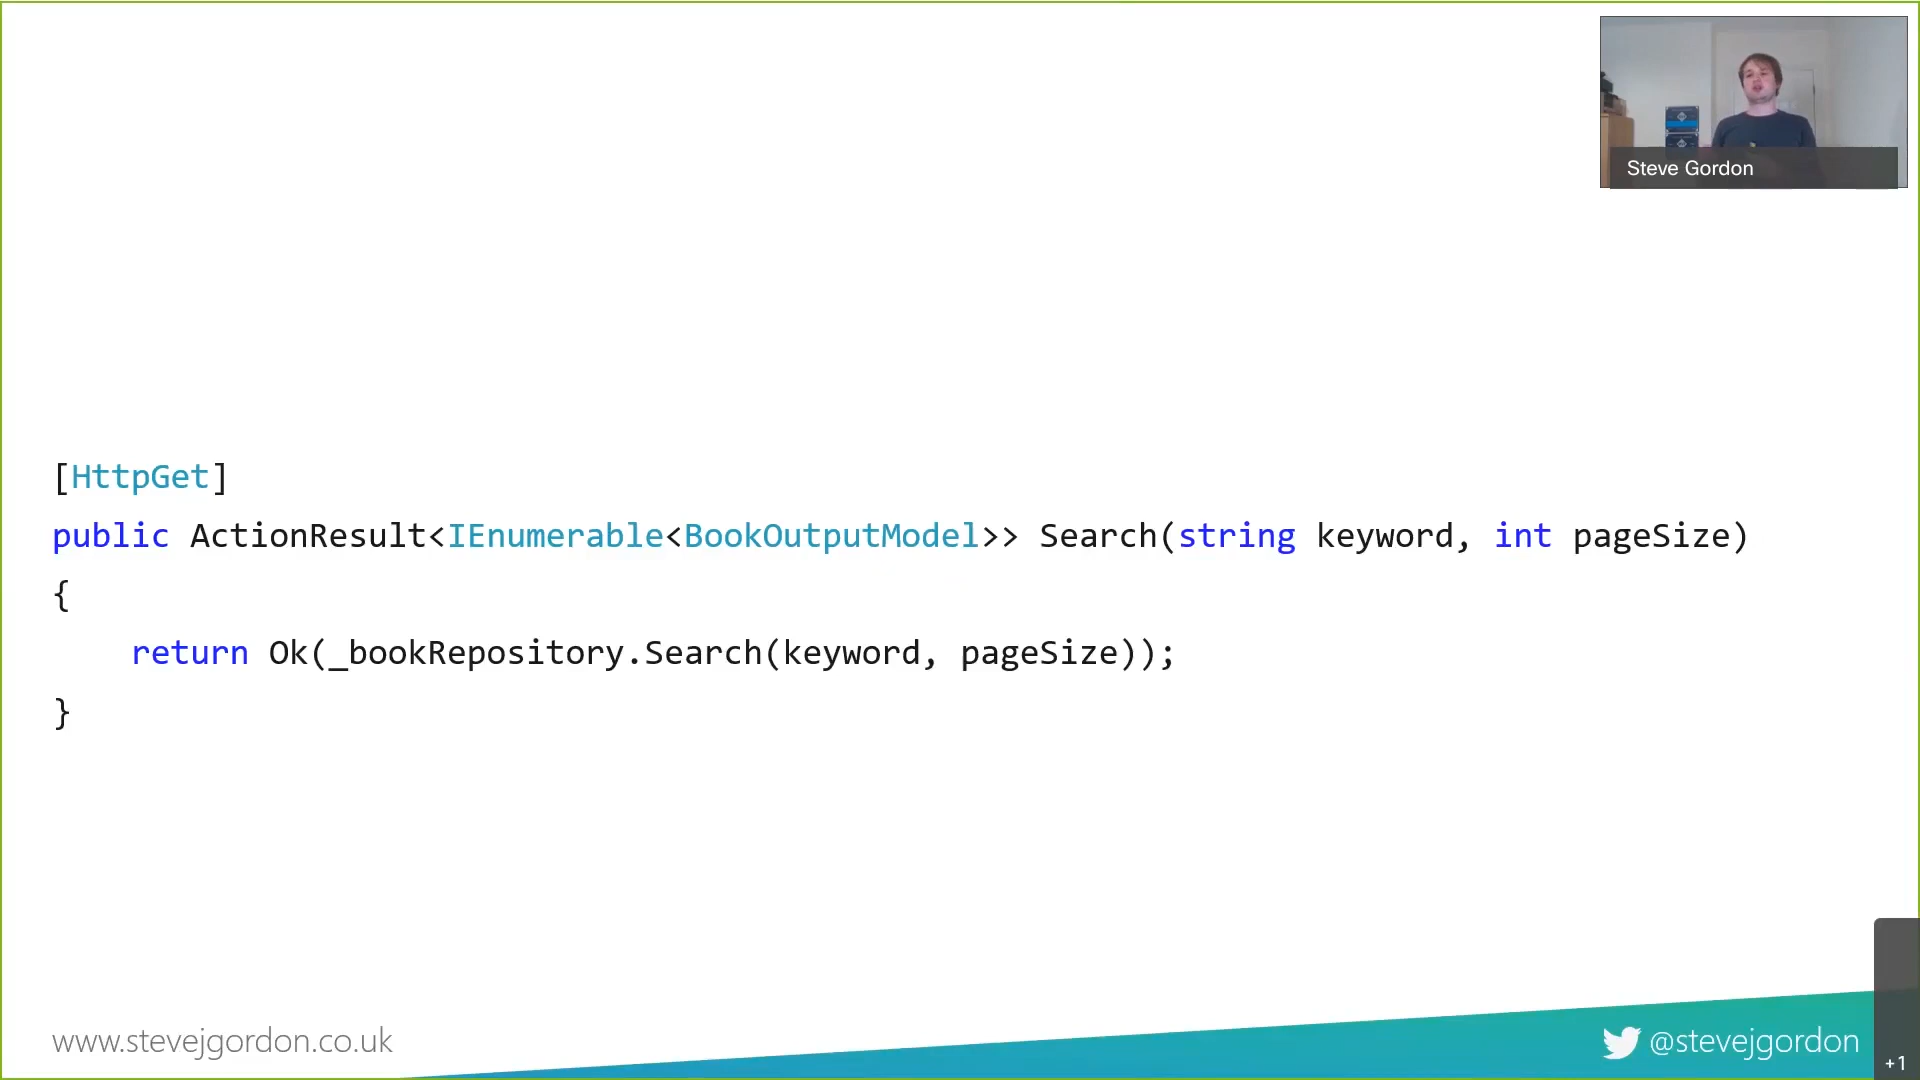 Steve Gordon
[HttpGet]
public ActionResult<IEnumerable<BookOutputModel>> Search(string keyword, int pageSize)
{
    return Ok(_bookRepository.Search(keyword, pageSize));
}
www.stevejgordon.co.uk
@stevejgordon
+1